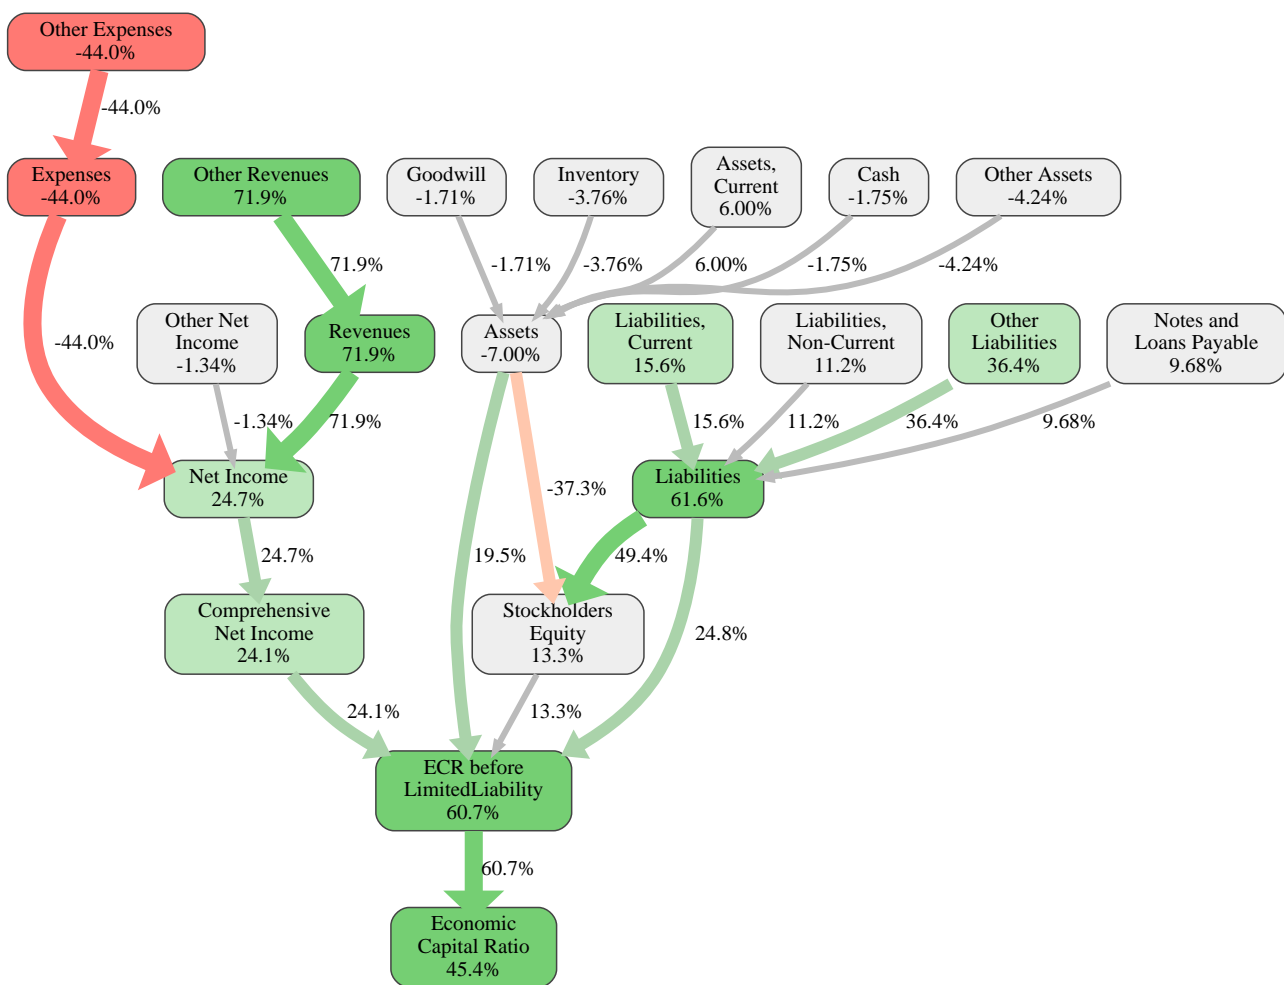 Other Expenses
-44.0%
-44.0%
Expenses
-44.0%
Other Revenues
71.9%
Goodwill
-1.71%
Inventory
-3.76%
Assets,
Current
6.00%
Cash
-1.75%
Other Assets
-4.24%
71.9%
-1.71%
-3.76%
6.00%
-1.75%
-4.24%
-44.0%
Other Net
Income
-1.34%
Revenues
71.9%
Assets
-7.00%
Liabilities,
Current
15.6%
Liabilities,
Non-Current
11.2%
Other
Liabilities
36.4%
Notes and
Loans Payable
9.68%
-1.34%
71.9%
15.6%
11.2%
36.4%
9.68%
Net Income
24.7%
-37.3%
Liabilities
61.6%
24.7%
19.5%
49.4%
Comprehensive
Net Income
24.1%
Stockholders
Equity
13.3%
24.8%
24.1%
13.3%
ECR before
LimitedLiability
60.7%
60.7%
Economic
Capital Ratio
45.4%